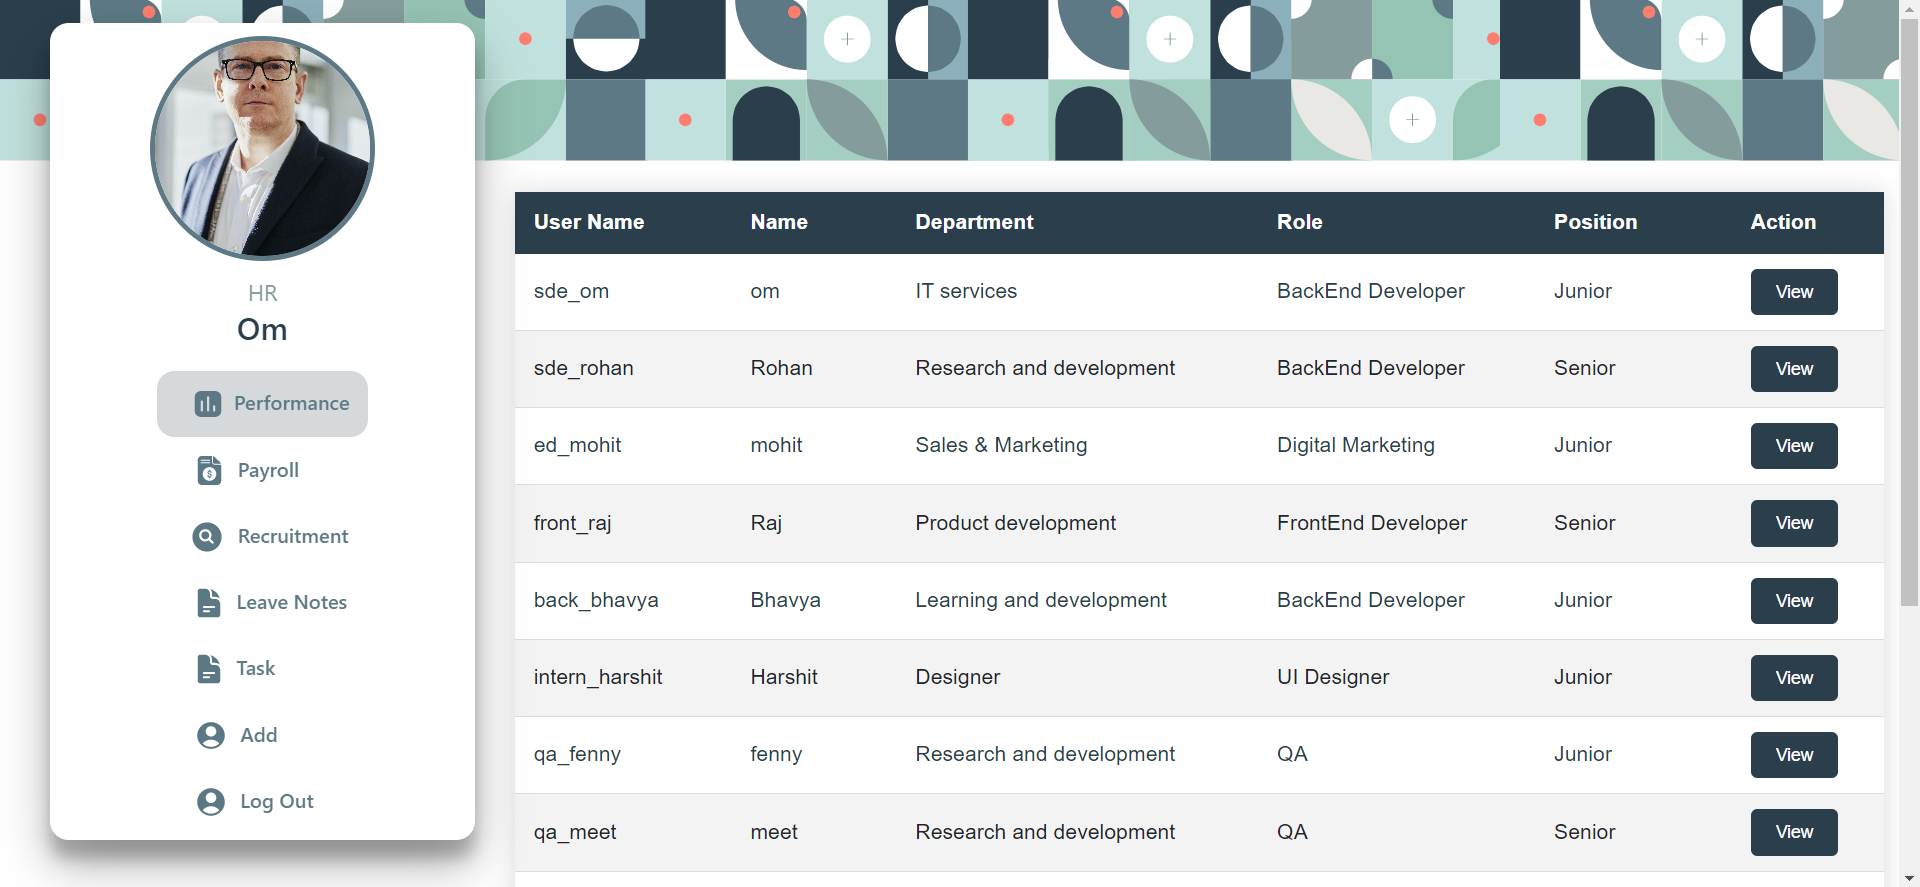 HR
Om
Performance
Payroll
Recruitment
Leave Notes
Task
Add
Log Out
User Name Name Department Role Position Action
sde_om om IT services BackEnd Developer Junior View
sde_rohan Rohan Research and development BackEnd Developer Senior View
ed_mohit mohit Sales & Marketing Digital Marketing Junior View
front_raj Raj Product development FrontEnd Developer Senior View
back_bhavya Bhavya Learning and development BackEnd Developer Junior View
intern_harshit Harshit Designer UI Designer Junior View
qa_fenny fenny Research and development QA Junior View
qa_meet meet Research and development QA Senior View